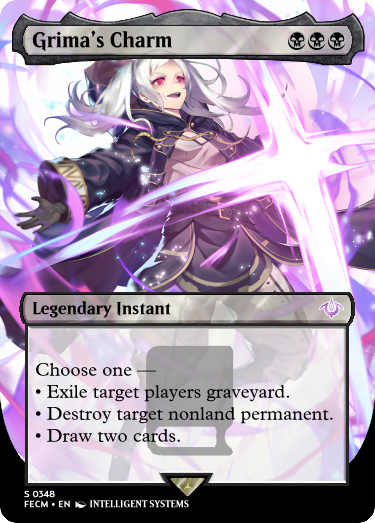 Grima's Charm
Legendary Instant
Choose one —
• Exile target players graveyard.
• Destroy target nonland permanent.
• Draw two cards.
S 0348
FECM • EN INTELLIGENT SYSTEMS